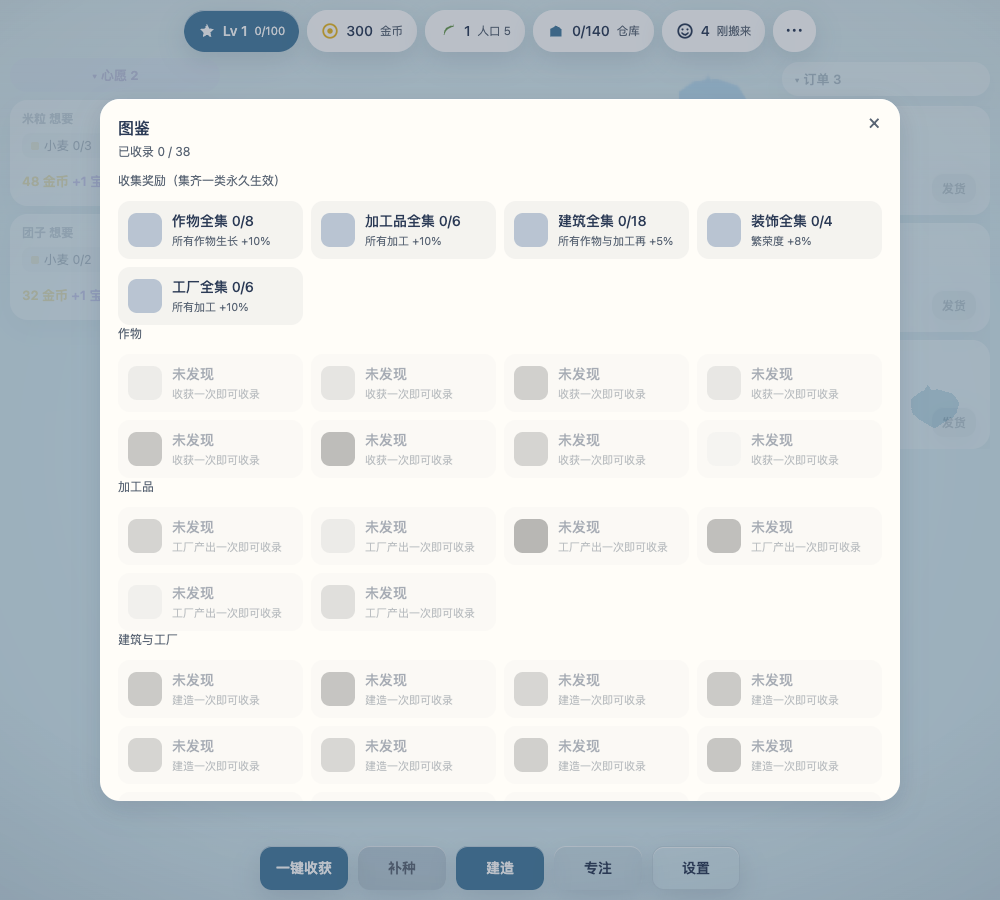 Lv 1 0/100
300 金币
1 人口 5
0/140 仓库
4 刚搬来
•••
▾ 心愿 2
▾ 订单 3
米粒 想要
小麦 0/3
48 金币 +1 宝
发货
团子 想要
小麦 0/2
32 金币 +1 宝
发货
发货
图鉴
×
已收录 0 / 38
收集奖励（集齐一类永久生效）
作物全集 0/8
所有作物生长 +10%
加工品全集 0/6
所有加工 +10%
建筑全集 0/18
所有作物与加工再 +5%
装饰全集 0/4
繁荣度 +8%
工厂全集 0/6
所有加工 +10%
作物
未发现
收获一次即可收录
未发现
收获一次即可收录
未发现
收获一次即可收录
未发现
收获一次即可收录
未发现
收获一次即可收录
未发现
收获一次即可收录
未发现
收获一次即可收录
未发现
收获一次即可收录
加工品
未发现
工厂产出一次即可收录
未发现
工厂产出一次即可收录
未发现
工厂产出一次即可收录
未发现
工厂产出一次即可收录
未发现
工厂产出一次即可收录
未发现
工厂产出一次即可收录
建筑与工厂
未发现
建造一次即可收录
未发现
建造一次即可收录
未发现
建造一次即可收录
未发现
建造一次即可收录
未发现
建造一次即可收录
未发现
建造一次即可收录
未发现
建造一次即可收录
未发现
建造一次即可收录
一键收获
补种
建造
专注
设置